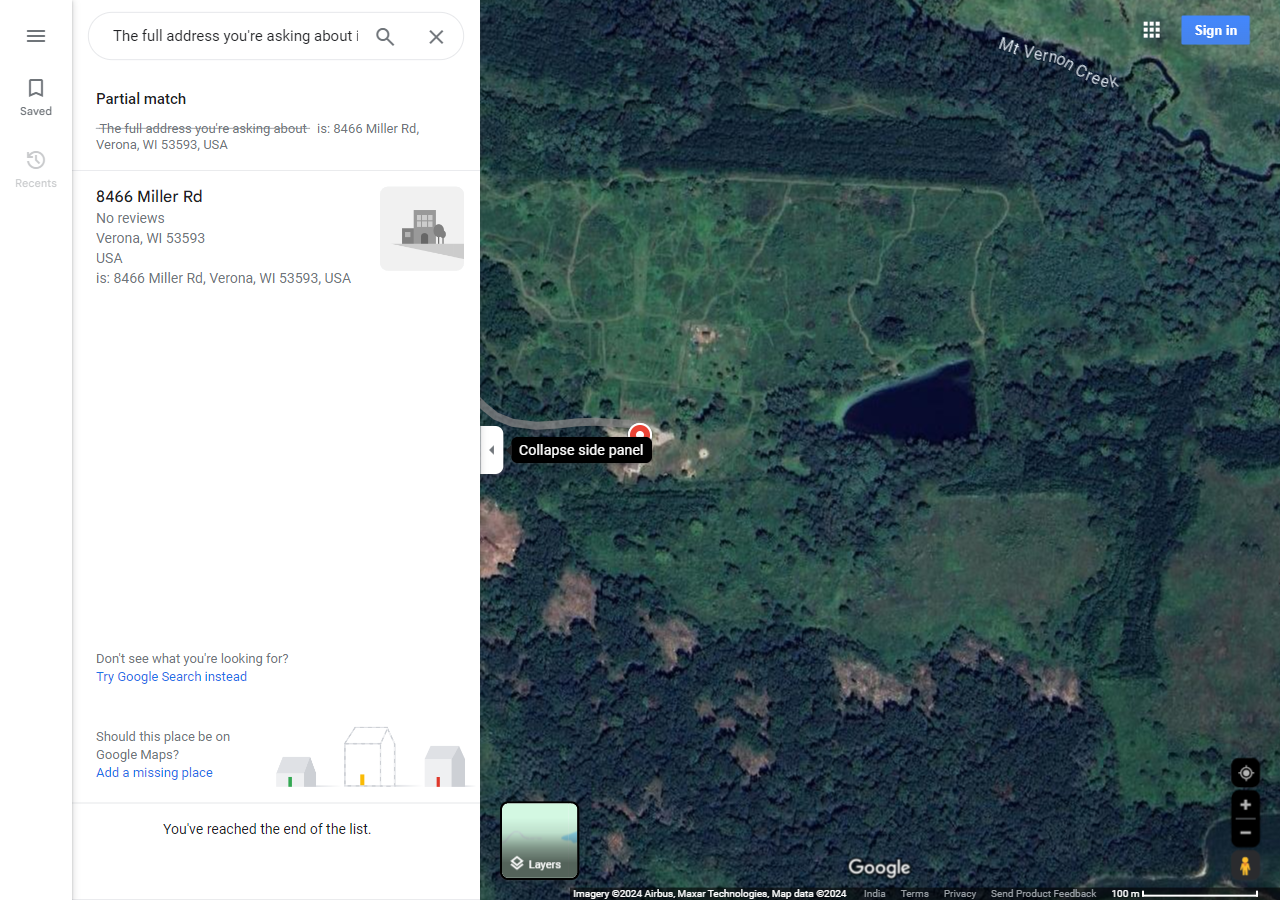 The full address you're asking about i
Sign in
Saved
Recents
Partial match
The full address you're asking about is: 8466 Miller Rd,
Verona, WI 53593, USA
8466 Miller Rd
No reviews
Verona, WI 53593
USA
is: 8466 Miller Rd, Verona, WI 53593, USA
Mt Vernon Creek
Collapse side panel
Don't see what you're looking for?
Try Google Search instead
Should this place be on
Google Maps?
Add a missing place
You've reached the end of the list.
Layers
Google
Imagery ©2024 Airbus, Maxar Technologies, Map data ©2024 India Terms Privacy Send Product Feedback 100 m